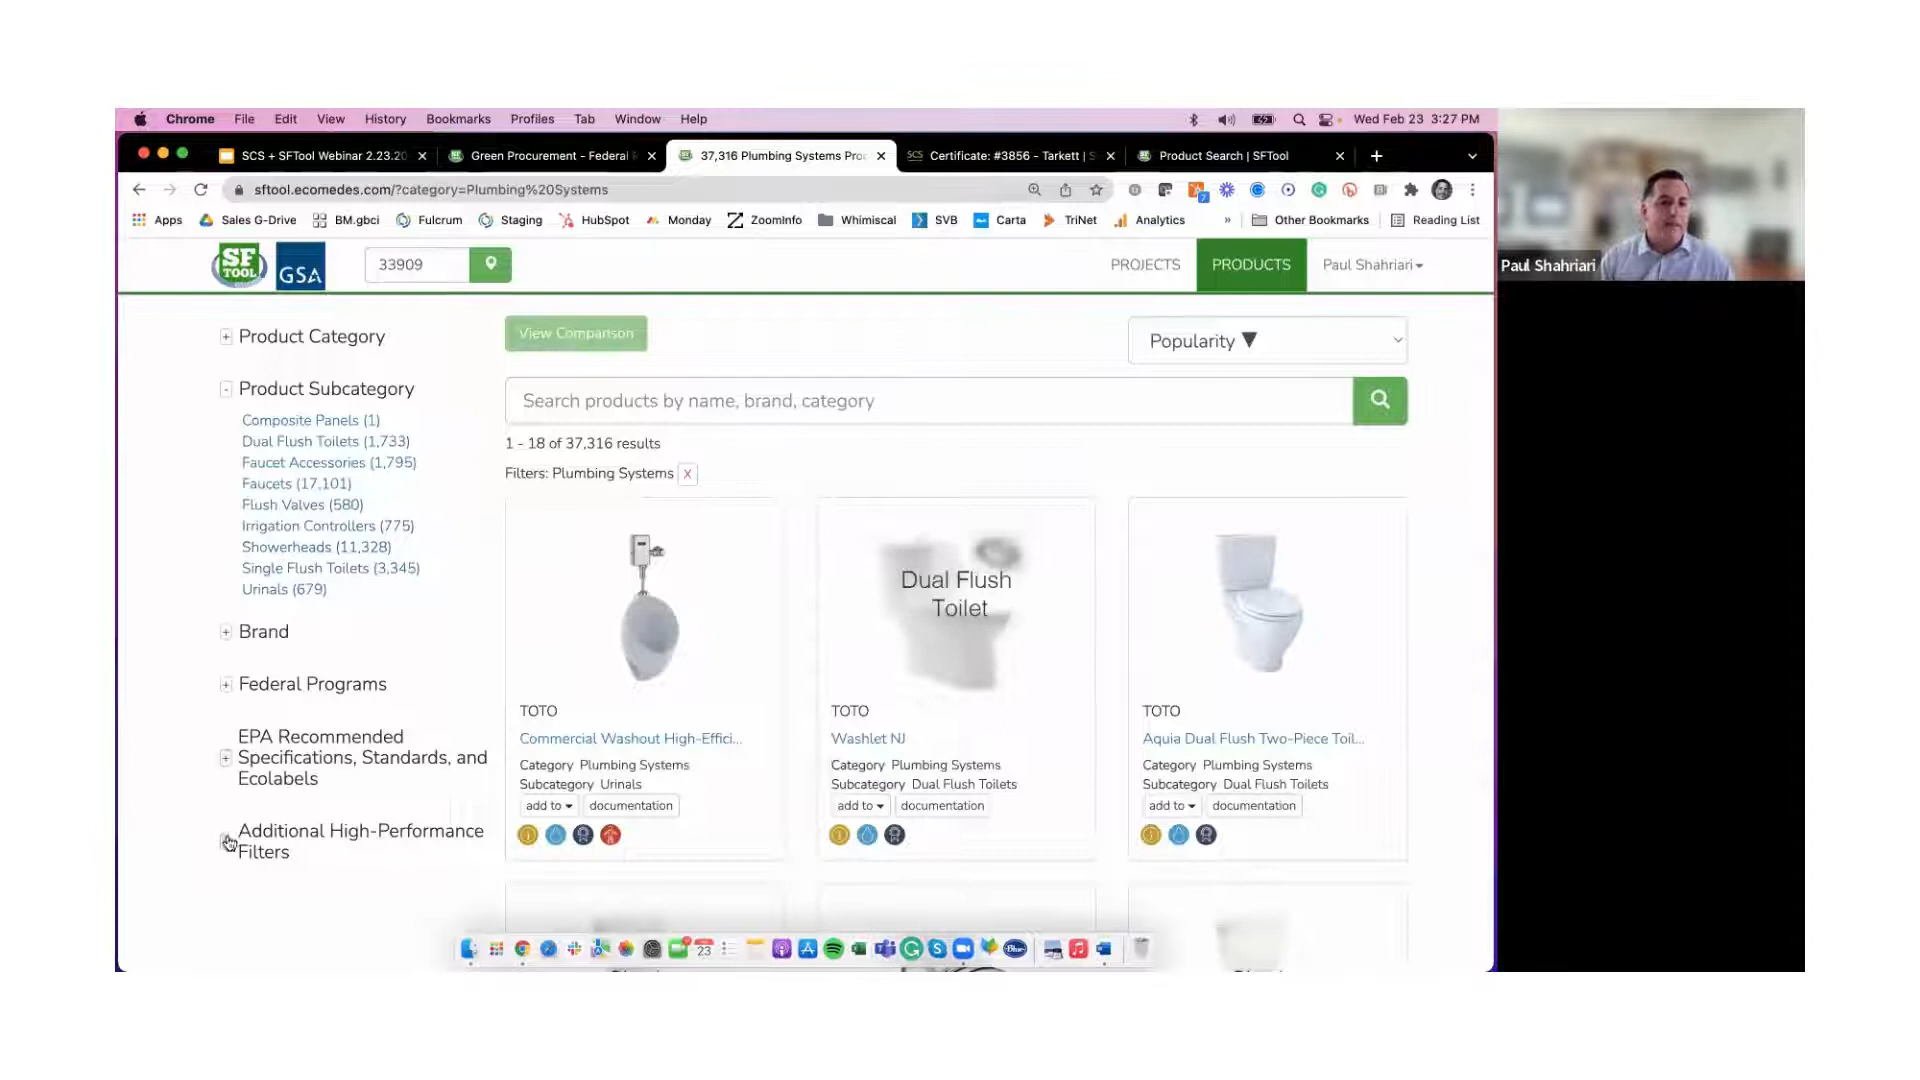 Chrome File Edit View History Bookmarks Profiles Tab Window Help
Wed Feb 23 3:27 PM
SCS + SFTool Webinar 2.23.20
Green Procurement - Federal
37,316 Plumbing Systems Pro
SCS Certificate: #3856 - Tarkett | S
Product Search | SFTool
sftool.ecomedes.com/?category=Plumbing%20Systems
Apps Sales G-Drive BM.gbci Fulcrum Staging HubSpot Monday ZoomInfo Whimsical SVB Carta TriNet Analytics » Other Bookmarks Reading List
SF TOOL
GSA
33909
PROJECTS PRODUCTS Paul Shahriari
Paul Shahriari
+ Product Category
- Product Subcategory
Composite Panels (1)
Dual Flush Toilets (1,733)
Faucet Accessories (1,795)
Faucets (17,101)
Flush Valves (580)
Irrigation Controllers (775)
Showerheads (11,328)
Single Flush Toilets (3,345)
Urinals (679)
+ Brand
+ Federal Programs
+ EPA Recommended
Specifications, Standards, and
Ecolabels
Additional High-Performance
Filters
View Comparison
Popularity ▼
Search products by name, brand, category
1 - 18 of 37,316 results
Filters: Plumbing Systems X
TOTO
Commercial Washout High-Effici...
Category Plumbing Systems
Subcategory Urinals
add to documentation
Dual Flush
Toilet
TOTO
Washlet NJ
Category Plumbing Systems
Subcategory Dual Flush Toilets
add to documentation
TOTO
Aquia Dual Flush Two-Piece Toil...
Category Plumbing Systems
Subcategory Dual Flush Toilets
add to documentation
23